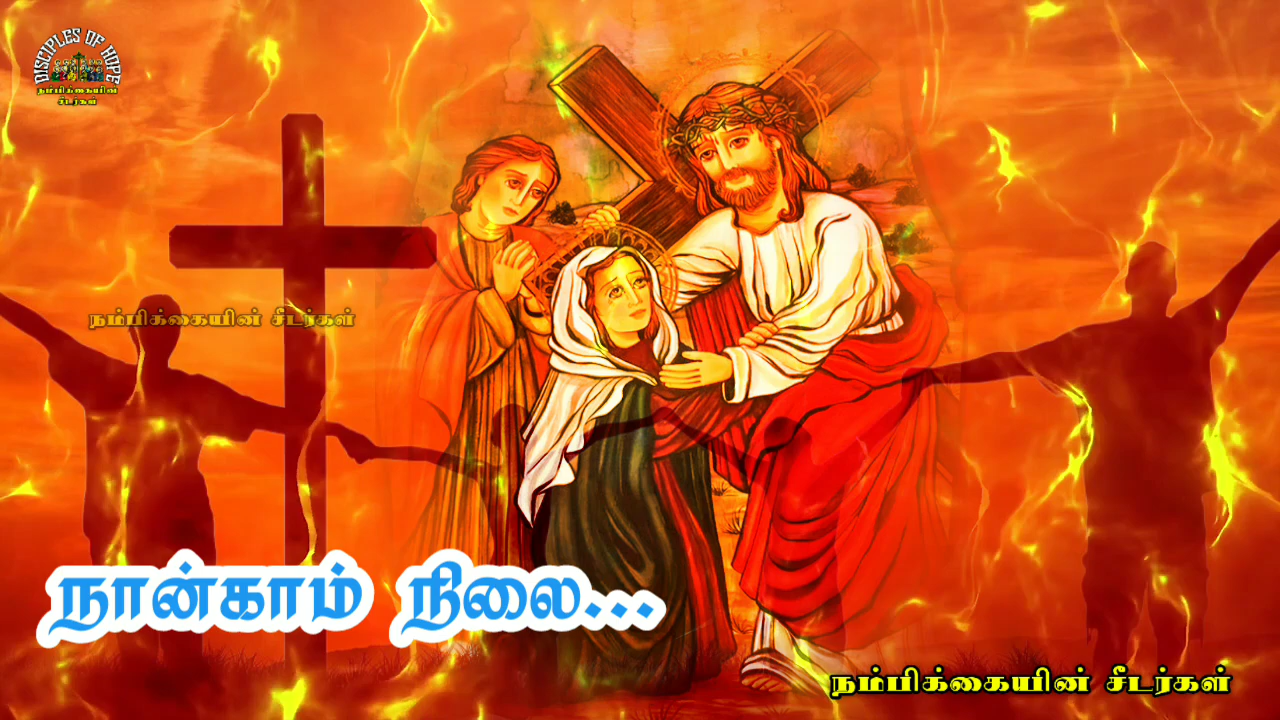 DISCIPLES OF HOPE
நம்பிக்கையின்
சீடர்கள்
நம்பிக்கையின் சீடர்கள்
நான்காம் நிலை...
நம்பிக்கையின் சீடர்கள்